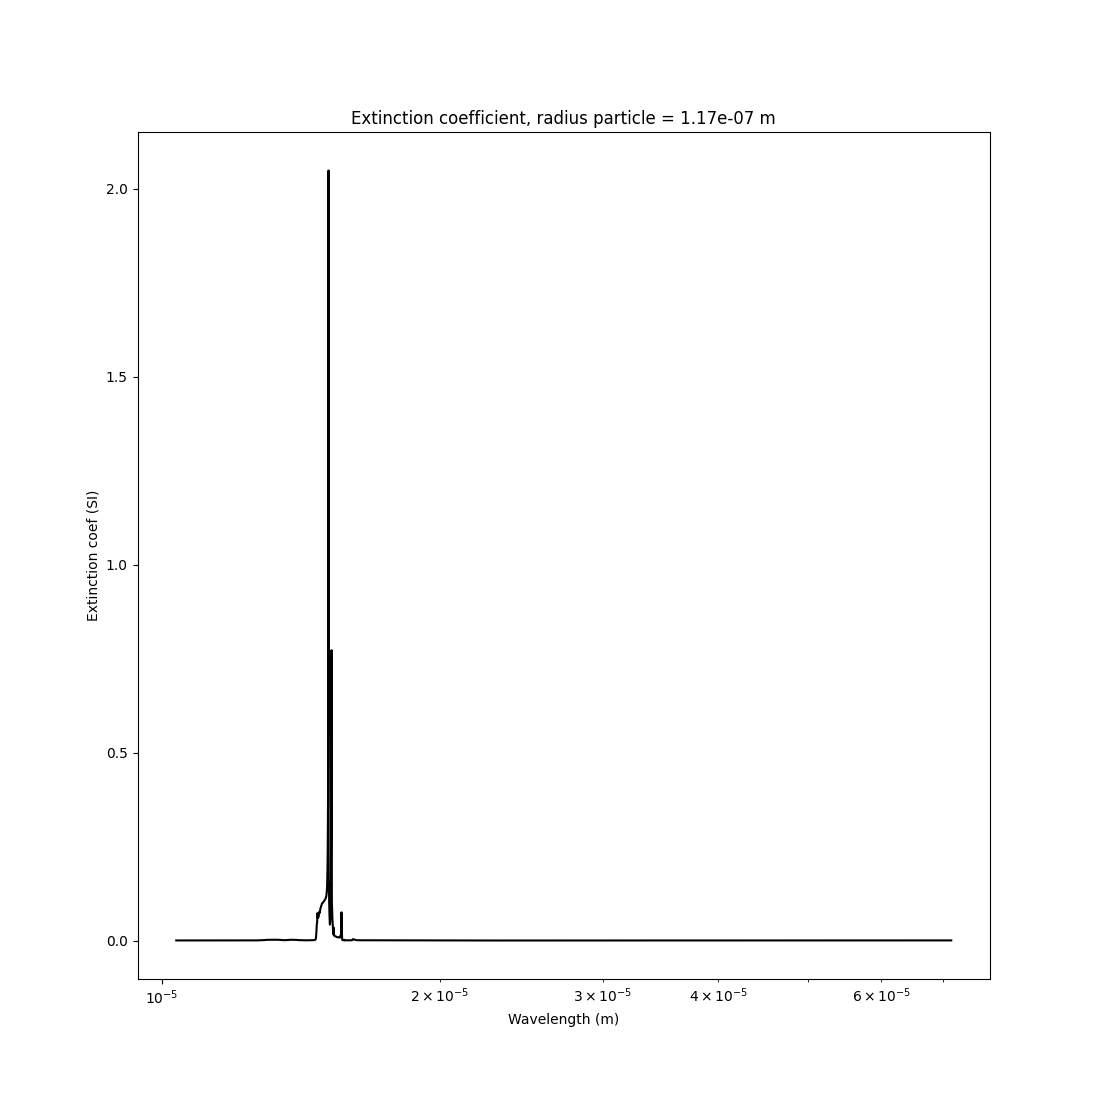 Extinction coefficient, radius particle = 1.17e-07 m
2.0
1.5
1.0
0.5
0.0
Extinction coef (SI)
10⁻⁵
2 × 10⁻⁵
3 × 10⁻⁵
4 × 10⁻⁵
6 × 10⁻⁵
Wavelength (m)